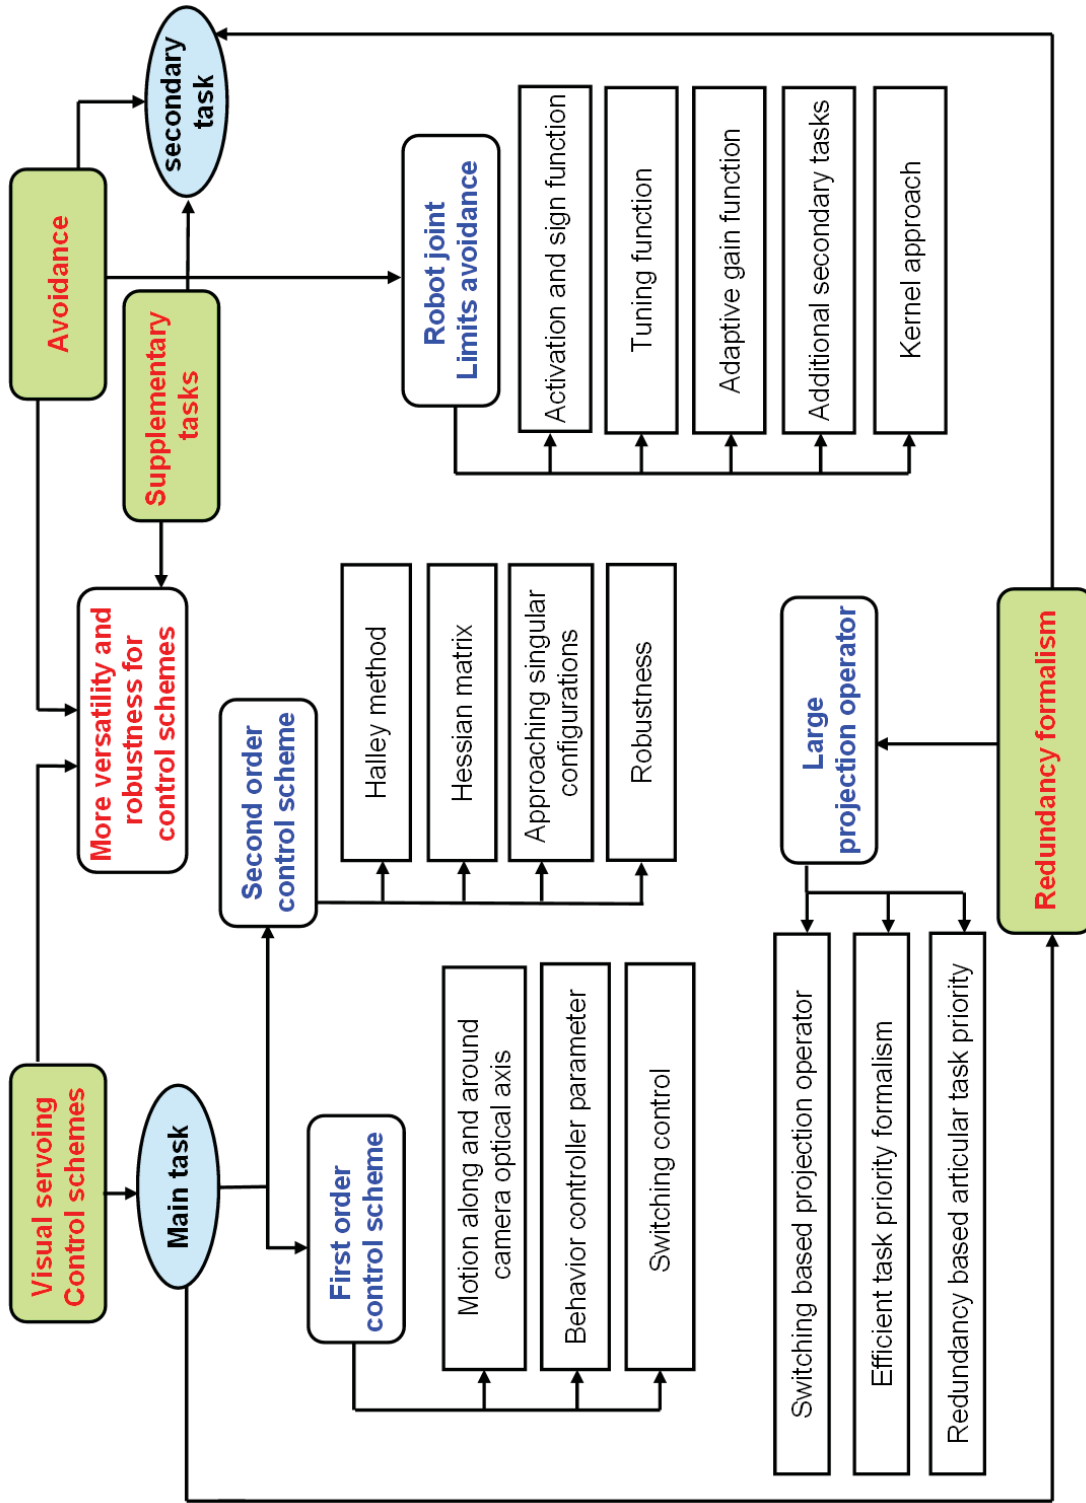 Visual servoing
Control schemes
More versatility and
robustness for
control schemes
Avoidance
Supplementary
tasks
Main task
secondary
task
First order
control scheme
Second order
control scheme
Robot joint
Limits avoidance
Motion along and around
camera optical axis
Behavior controller parameter
Switching control
Halley method
Hessian matrix
Approaching singular
configurations
Robustness
Activation and sign function
Tuning function
Adaptive gain function
Additional secondary tasks
Kernel approach
Large
projection operator
Switching based projection operator
Efficient task priority formalism
Redundancy based articular task priority
Redundancy formalism